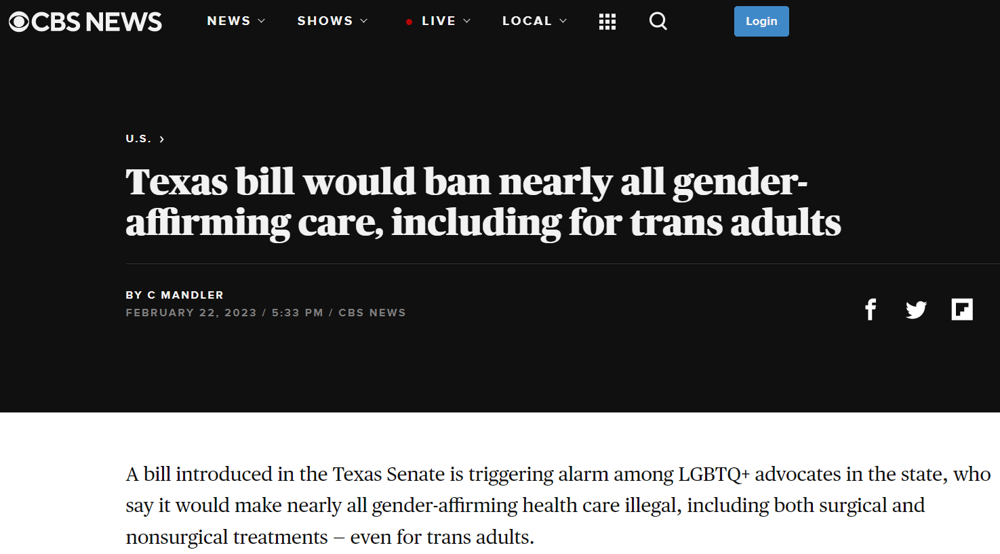 CBS NEWS
NEWS
SHOWS
LIVE
LOCAL
Login
U.S.
Texas bill would ban nearly all gender-
affirming care, including for trans adults
BY C MANDLER
FEBRUARY 22, 2023 / 5:33 PM / CBS NEWS
A bill introduced in the Texas Senate is triggering alarm among LGBTQ+ advocates in the state, who
say it would make nearly all gender-affirming health care illegal, including both surgical and
nonsurgical treatments – even for trans adults.